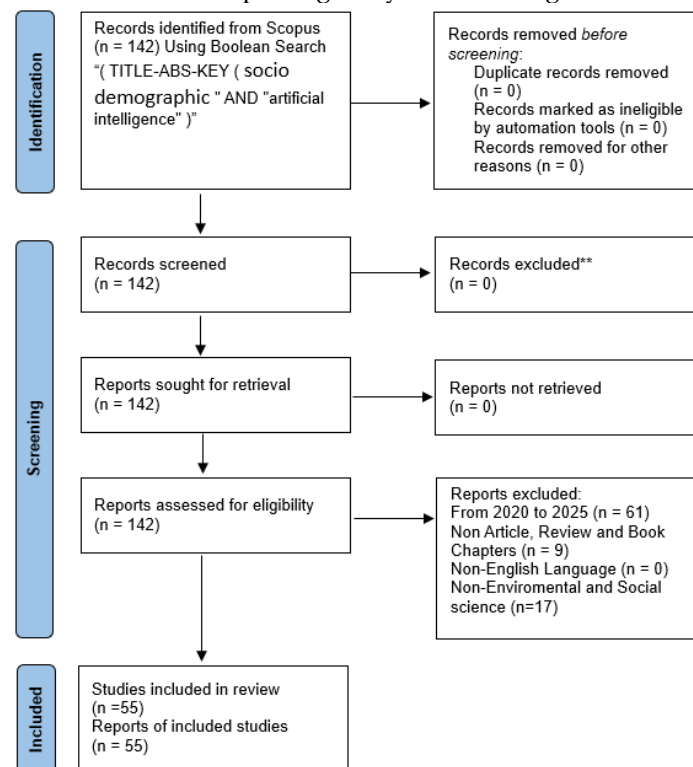 Identification
Records identified from Scopus
(n = 142) Using Boolean Search
"( TITLE-ABS-KEY ( socio
demographic " AND "artificial
intelligence" )"
Records removed before
screening:
Duplicate records removed
(n = 0)
Records marked as ineligible
by automation tools (n = 0)
Records removed for other
reasons (n = 0)
Screening
Records screened
(n = 142)
Records excluded**
(n = 0)
Reports sought for retrieval
(n = 142)
Reports not retrieved
(n = 0)
Reports assessed for eligibility
(n = 142)
Reports excluded:
From 2020 to 2025 (n = 61)
Non Article, Review and Book
Chapters (n = 9)
Non-English Language (n = 0)
Non-Enviromental and Social
science (n=17)
Included
Studies included in review
(n =55)
Reports of included studies
(n = 55)